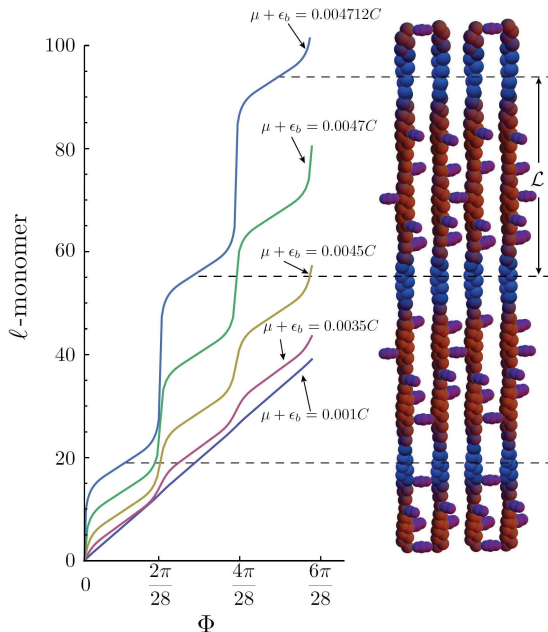 μ + ϵ_b = 0.004712C
100
μ + ϵ_b = 0.0047C
80
ℒ
60
μ + ϵ_b = 0.0045C
ℓ-monomer
40
μ + ϵ_b = 0.0035C
μ + ϵ_b = 0.001C
20
0
0
2π/28
4π/28
6π/28
Φ